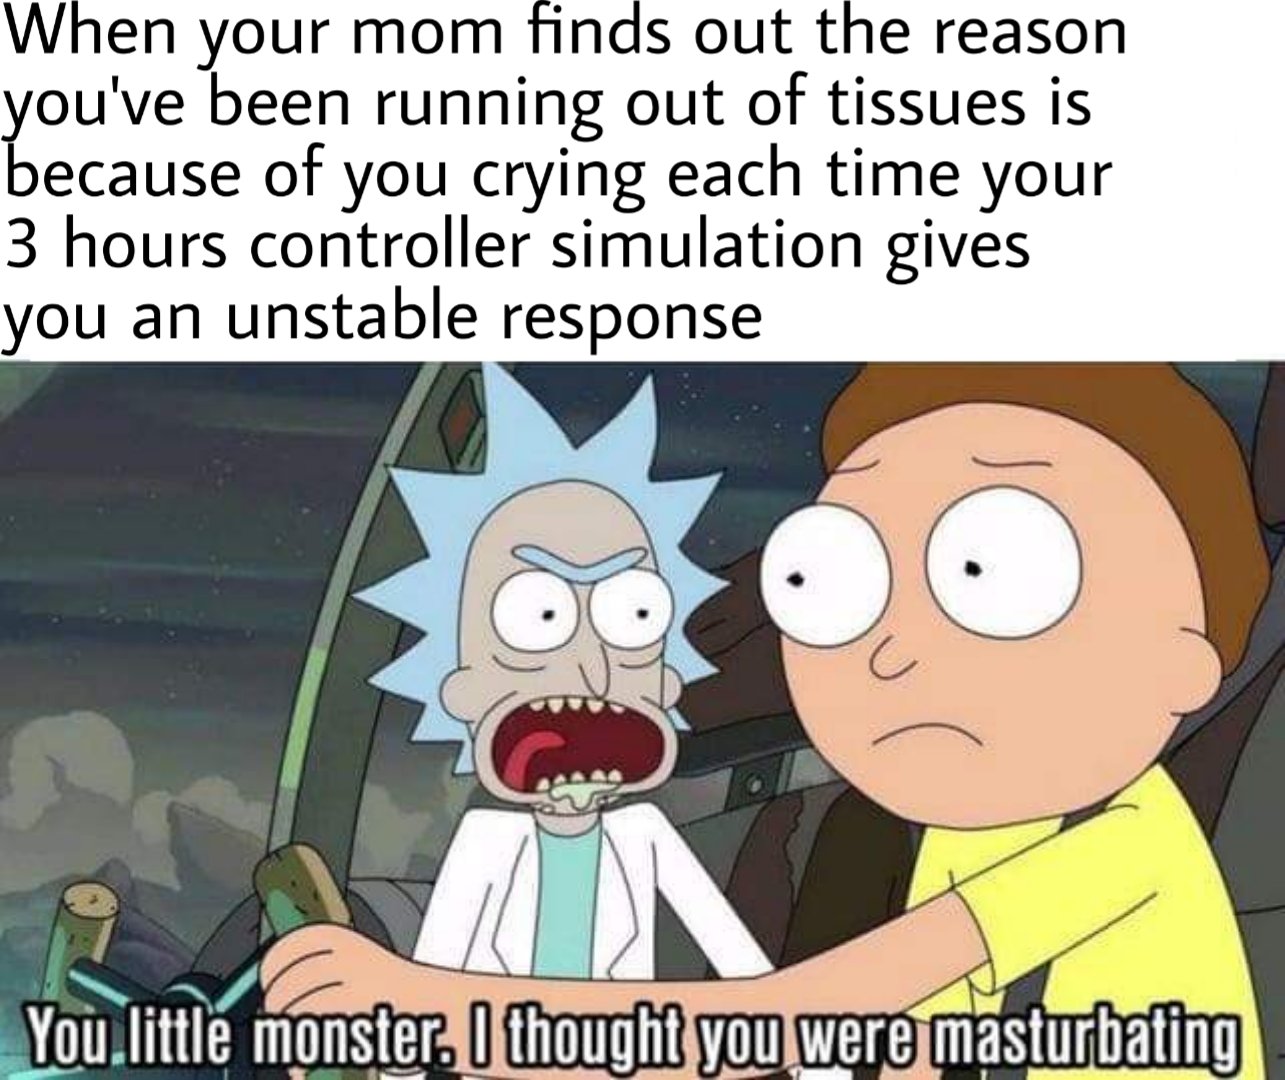 When your mom finds out the reason
you've been running out of tissues is
because of you crying each time your
3 hours controller simulation gives
you an unstable response
You little monster. I thought you were masturbating